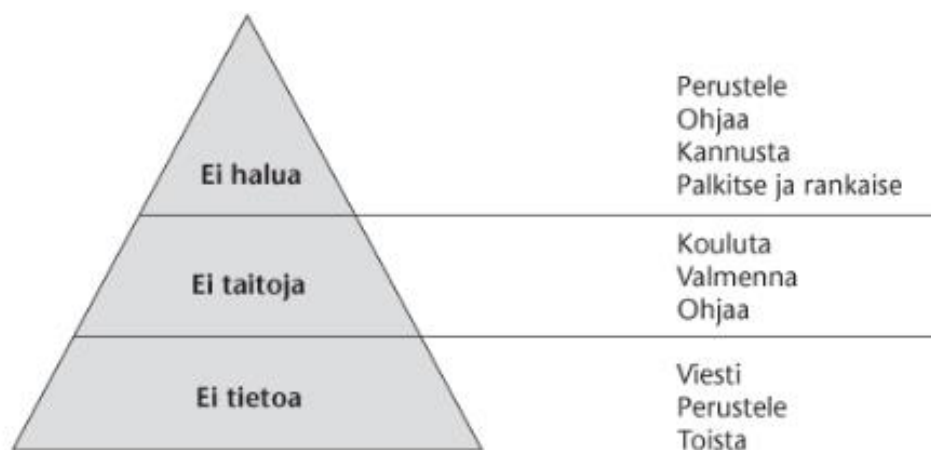 Perustele
Ohjaa
Kannusta
Ei halua
Palkitse ja rankaise
Kouluta
Valmenna
Ei taitoja
Ohjaa
Viesti
Ei tietoa
Perustele
Toista